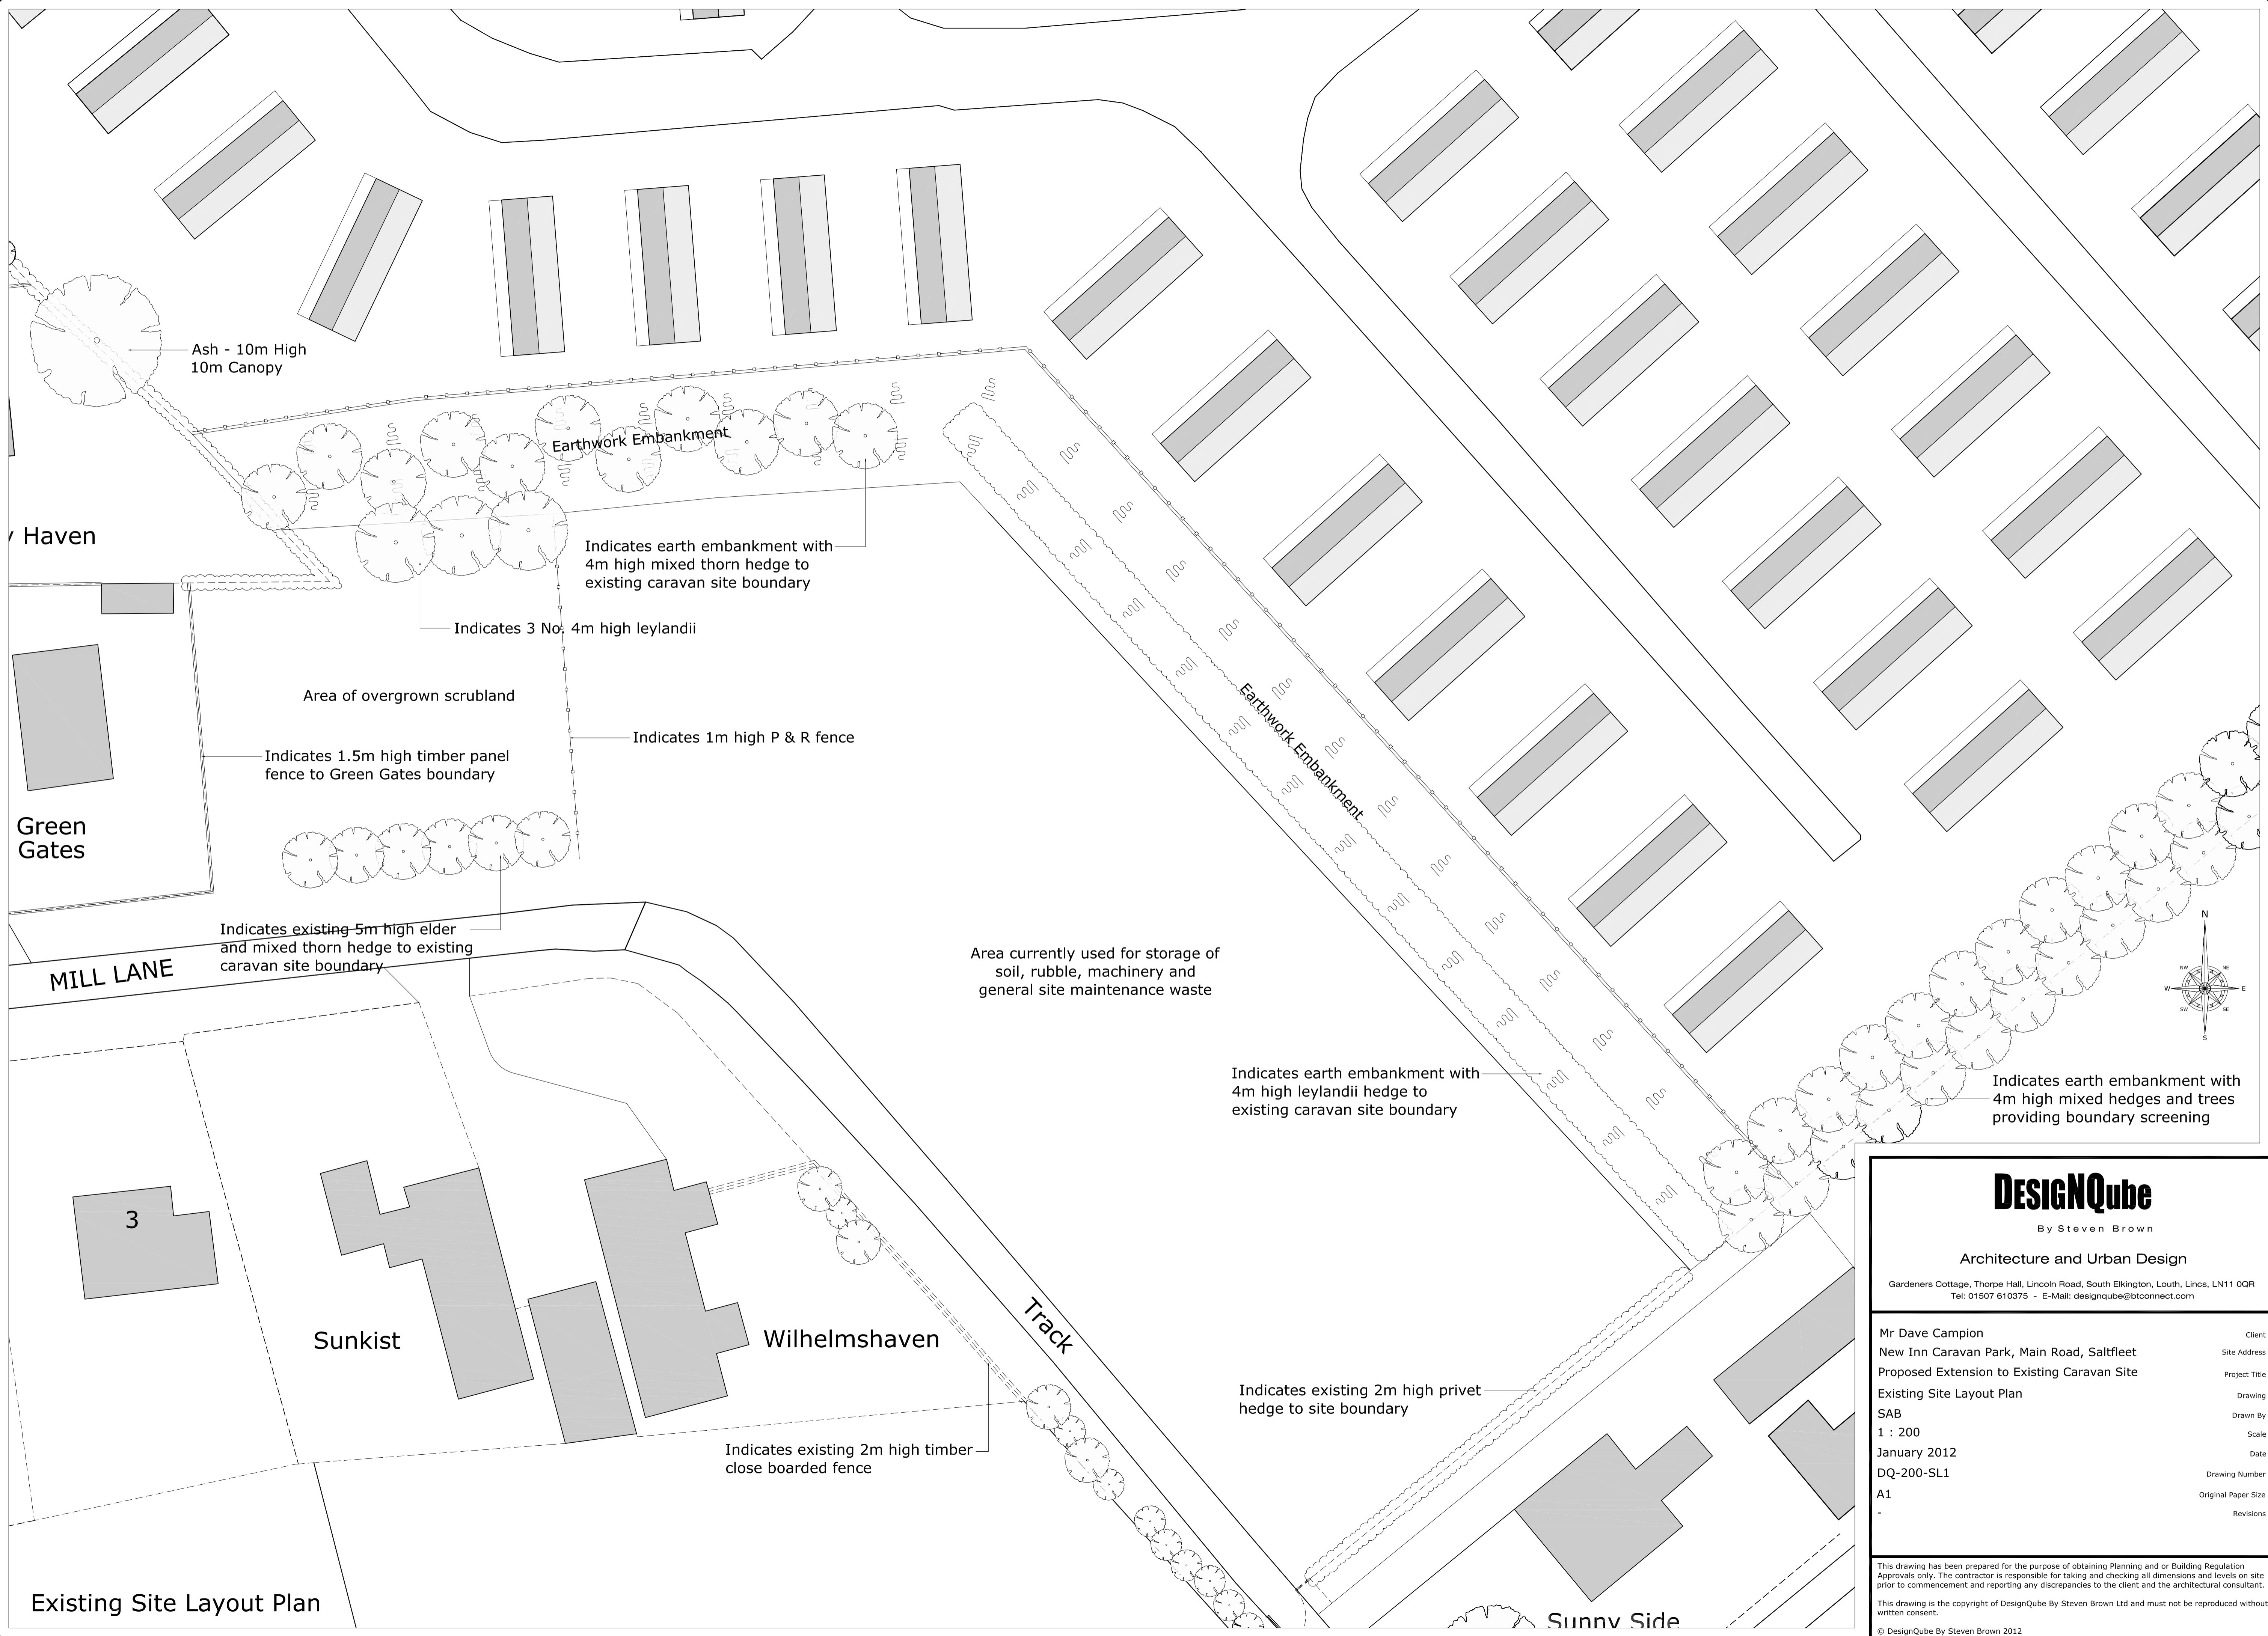 Ash - 10m High
10m Canopy
Earthwork Embankment
Haven
Indicates earth embankment with
4m high mixed thorn hedge to
existing caravan site boundary
Indicates 3 No. 4m high leylandii
Area of overgrown scrubland
Indicates 1m high P & R fence
Indicates 1.5m high timber panel
fence to Green Gates boundary
Green
Gates
Earthwork Embankment
Indicates existing 5m high elder
and mixed thorn hedge to existing
caravan site boundary
MILL LANE
Area currently used for storage of
soil, rubble, machinery and
general site maintenance waste
N
NW NE
W E
SW SE
S
Indicates earth embankment with
4m high leylandii hedge to
existing caravan site boundary
Indicates earth embankment with
4m high mixed hedges and trees
providing boundary screening
3
Sunkist
Wilhelmshaven
Track
Indicates existing 2m high privet
hedge to site boundary
Indicates existing 2m high timber
close boarded fence
Existing Site Layout Plan
Sunny Side
DESIGNQube
By Steven Brown
Architecture and Urban Design
Gardeners Cottage, Thorpe Hall, Lincoln Road, South Elkington, Louth, Lincs, LN11 0QR
Tel: 01507 610375 - E-Mail: designqube@btconnect.com
Mr Dave Campion Client
New Inn Caravan Park, Main Road, Saltfleet Site Address
Proposed Extension to Existing Caravan Site Project Title
Existing Site Layout Plan Drawing
SAB Drawn By
1 : 200 Scale
January 2012 Date
DQ-200-SL1 Drawing Number
A1 Original Paper Size
- Revisions
This drawing has been prepared for the purpose of obtaining Planning and or Building Regulation
Approvals only. The contractor is responsible for taking and checking all dimensions and levels on site
prior to commencement and reporting any discrepancies to the client and the architectural consultant.
This drawing is the copyright of DesignQube By Steven Brown Ltd and must not be reproduced without
written consent.
© DesignQube By Steven Brown 2012